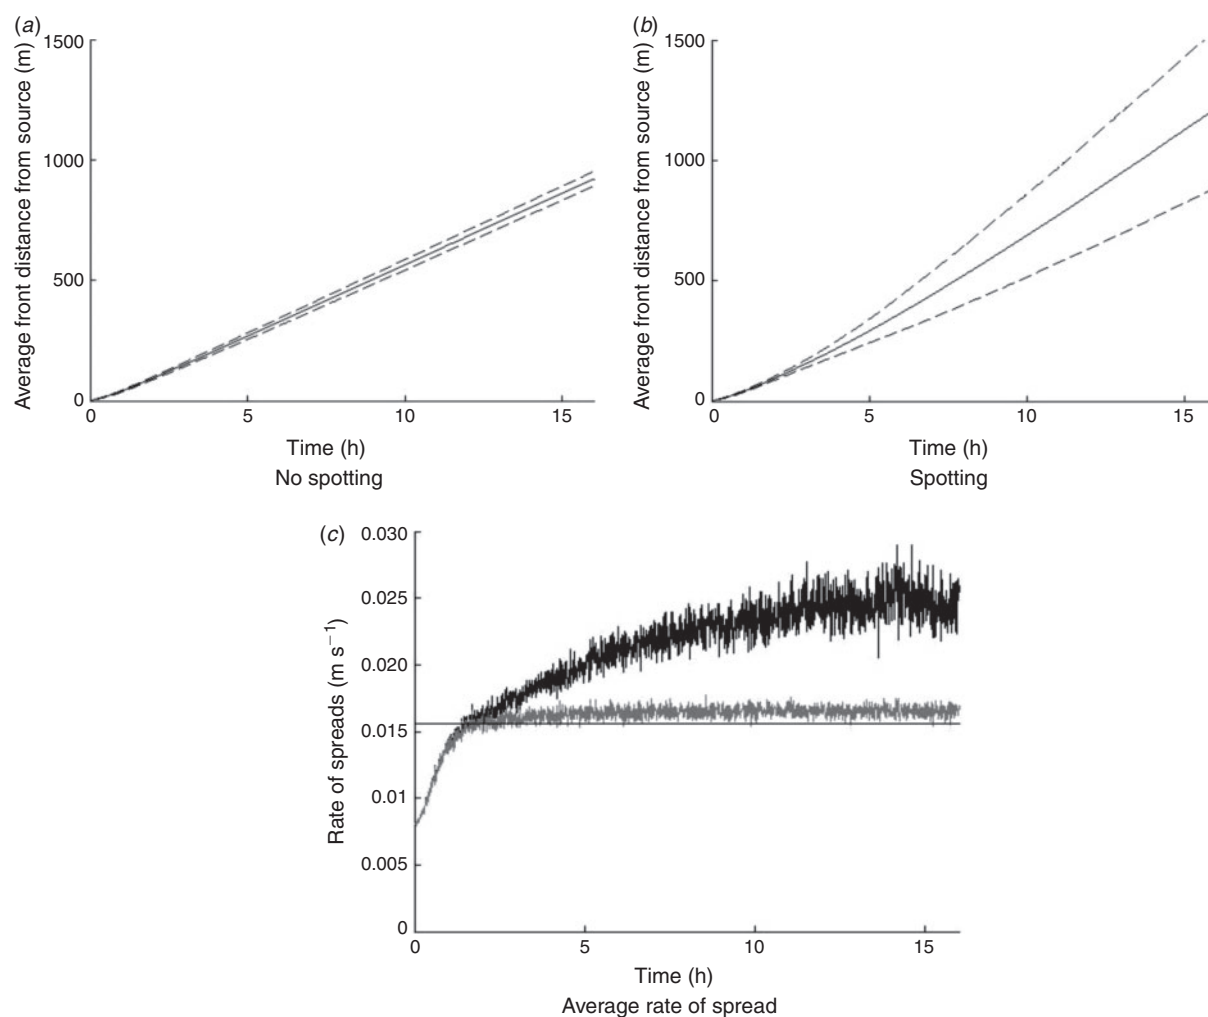 (a)
1500
1000
500
0
Average front distance from source (m)
0 5 10 15
Time (h)
No spotting
(b)
1500
1000
500
0
Average front distance from source (m)
0 5 10 15
Time (h)
Spotting
(c)
0.030
0.025
0.020
0.015
0.01
0.005
0
Rate of spreads (m s−1)
0 5 10 15
Time (h)
Average rate of spread